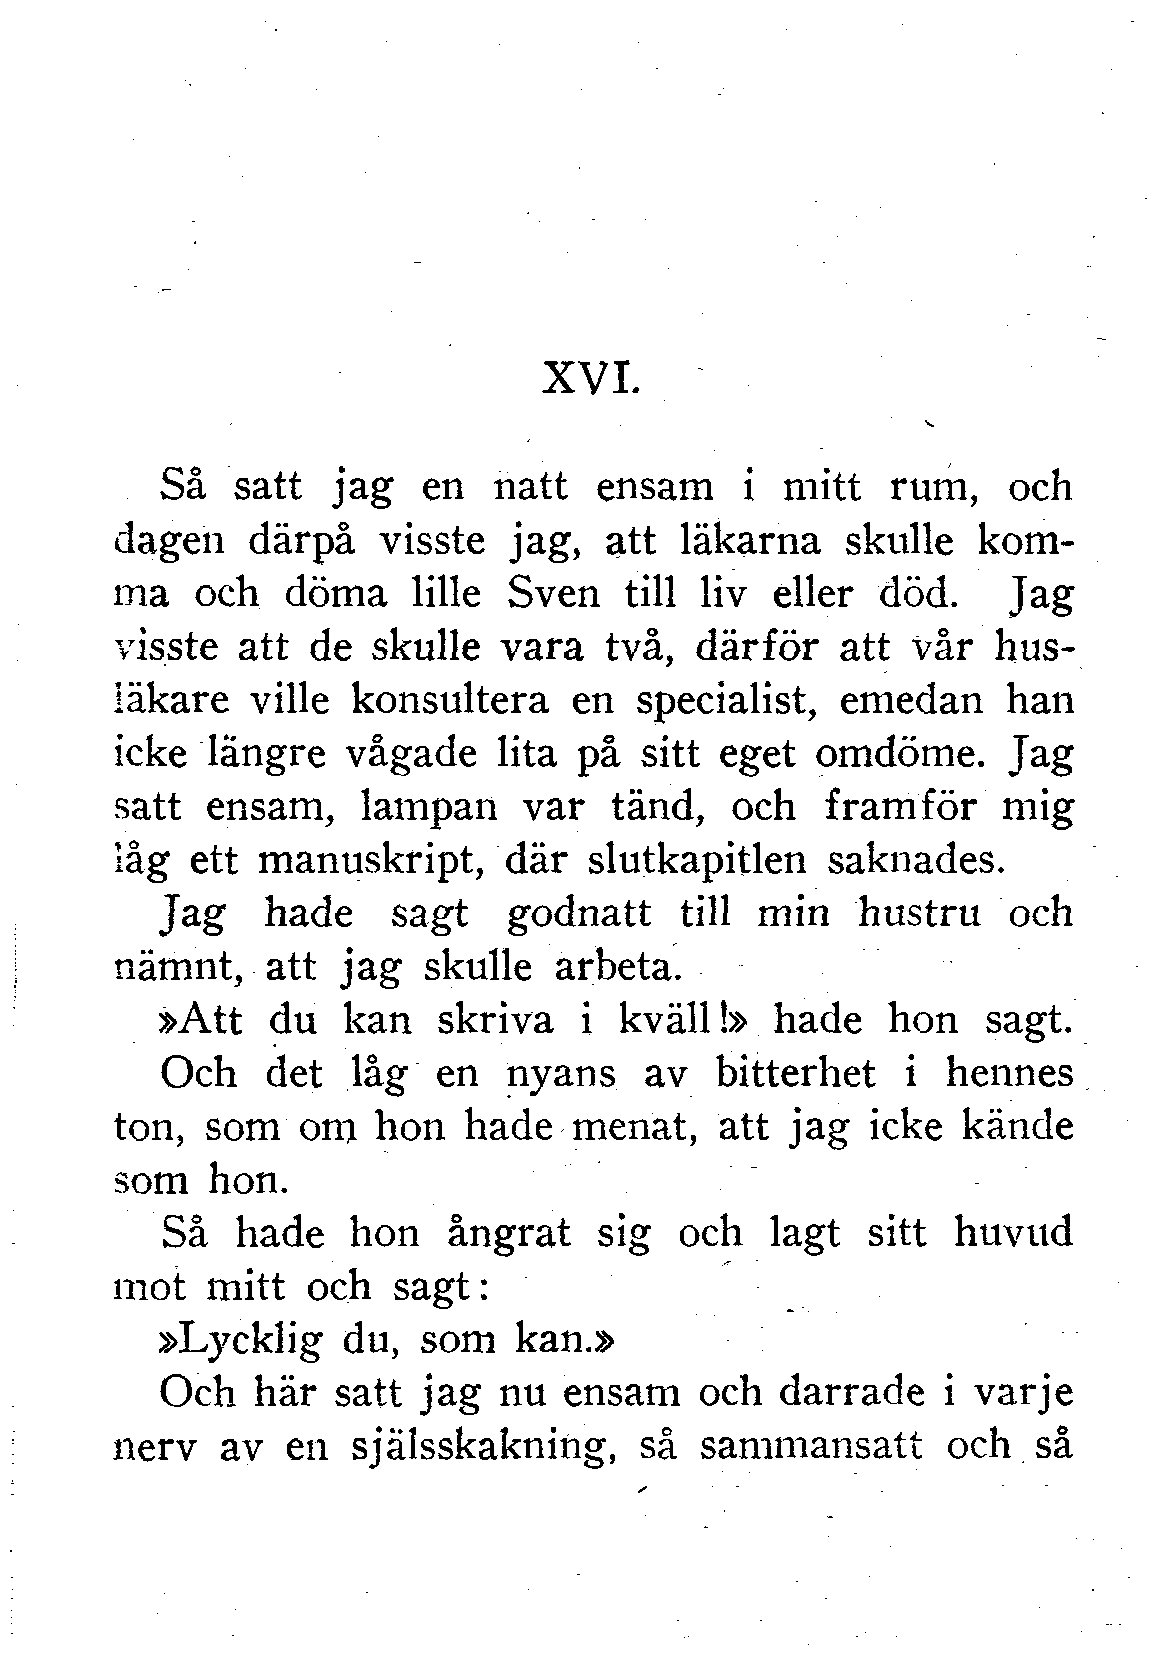 XVI.
Så satt jag en natt ensam i mitt rum, och
dagen därpå visste jag, att läkarna skulle kom-
ma och döma lille Sven till liv eller död. Jag
visste att de skulle vara två, därför att vår hus-
läkare ville konsultera en specialist, emedan han
icke längre vågade lita på sitt eget omdöme. Jag
satt ensam, lampan var tänd, och framför mig
låg ett manuskript, där slutkapitlen saknades.
Jag hade sagt godnatt till min hustru och
nämnt, att jag skulle arbeta.
»Att du kan skriva i kväll!» hade hon sagt.
Och det låg en nyans av bitterhet i hennes
ton, som om hon hade menat, att jag icke kände
som hon.
Så hade hon ångrat sig och lagt sitt huvud
mot mitt och sagt:
»Lycklig du, som kan.»
Och här satt jag nu ensam och darrade i varje
nerv av en själsskakning, så sammansatt och så